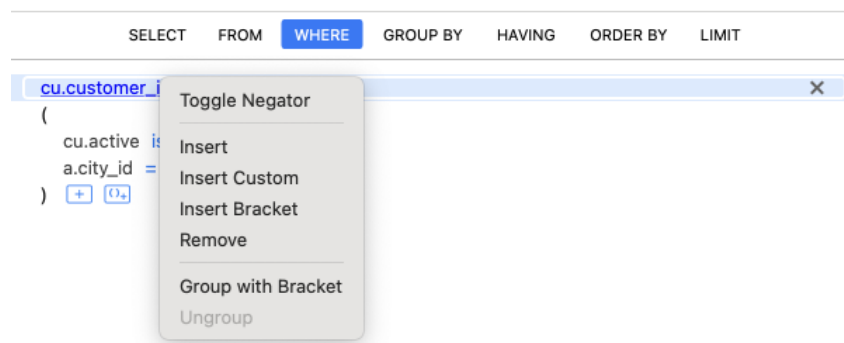 SELECT FROM WHERE GROUP BY HAVING ORDER BY LIMIT
cu.customer_i
(
cu.active is
a.city_id =
)
Toggle Negator
Insert
Insert Custom
Insert Bracket
Remove
Group with Bracket
Ungroup